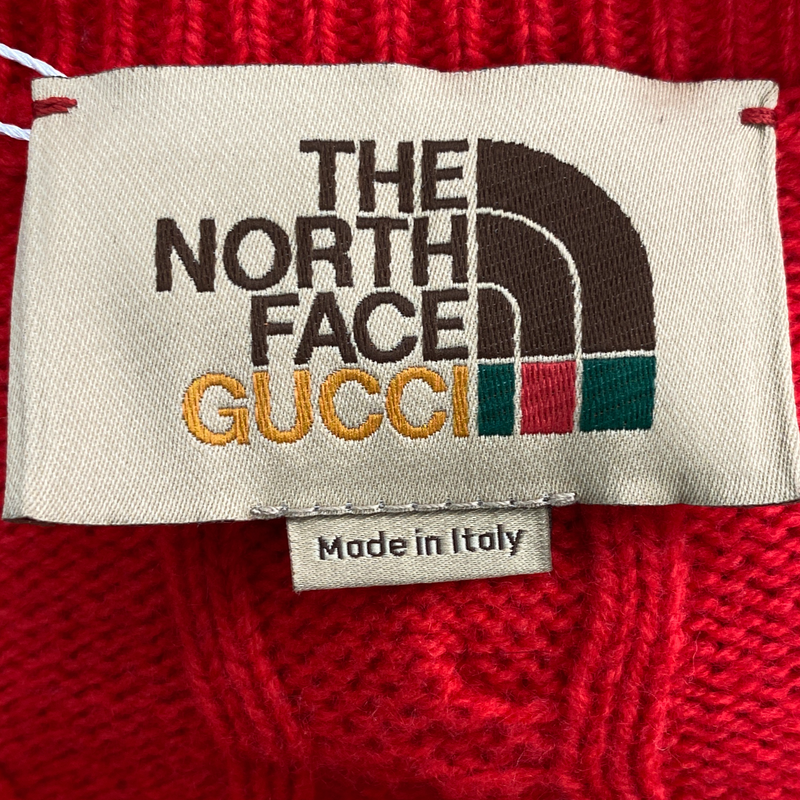 THE
NORTH
FACE
GUCCI
Made in Italy